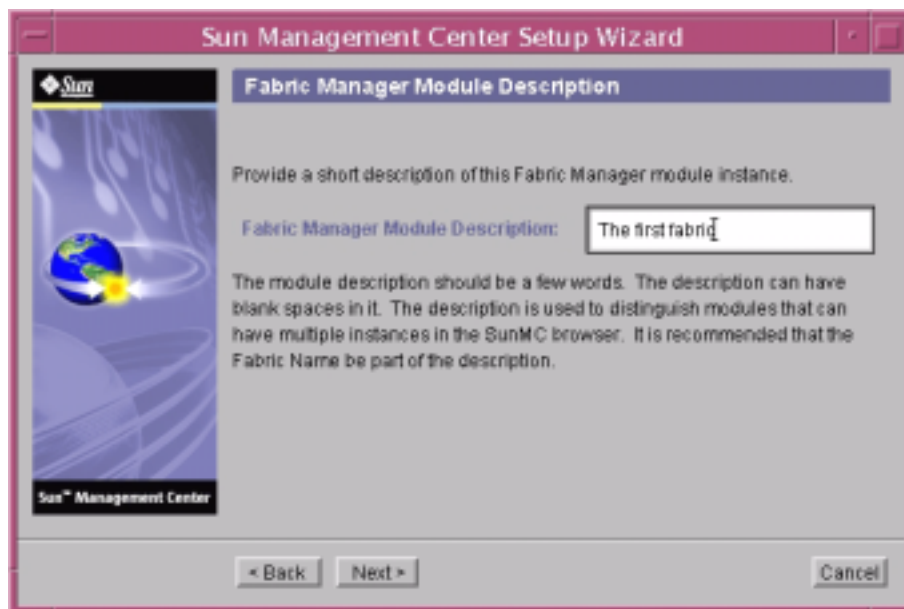 Sun Management Center Setup Wizard
Sun
Fabric Manager Module Description
Provide a short description of this Fabric Manager module instance.
Fabric Manager Module Description: The first fabric
The module description should be a few words. The description can have
blank spaces in it. The description is used to distinguish modules that can
have multiple instances in the SunMC browser. It is recommended that the
Fabric Name be part of the description.
Sun™ Management Center
< Back Next > Cancel